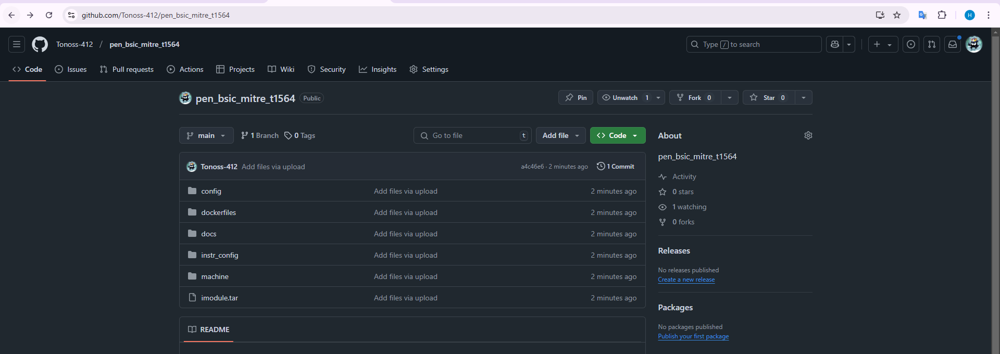 github.com/Tonoss-412/pen_bsic_mitre_t1564
H
Tonoss-412 / pen_bsic_mitre_t1564
Type / to search
Code Issues Pull requests Actions Projects Wiki Security Insights Settings
pen_bsic_mitre_t1564 Public
Pin Unwatch 1 Fork 0 Star 0
main 1 Branch 0 Tags Go to file t Add file Code
Tonoss-412 Add files via upload a4c46e6 · 2 minutes ago 1 Commit
config Add files via upload 2 minutes ago
dockerfiles Add files via upload 2 minutes ago
docs Add files via upload 2 minutes ago
instr_config Add files via upload 2 minutes ago
machine Add files via upload 2 minutes ago
imodule.tar Add files via upload 2 minutes ago
README
About
pen_bsic_mitre_t1564
Activity
0 stars
1 watching
0 forks
Releases
No releases published
Create a new release
Packages
No packages published
Publish your first package